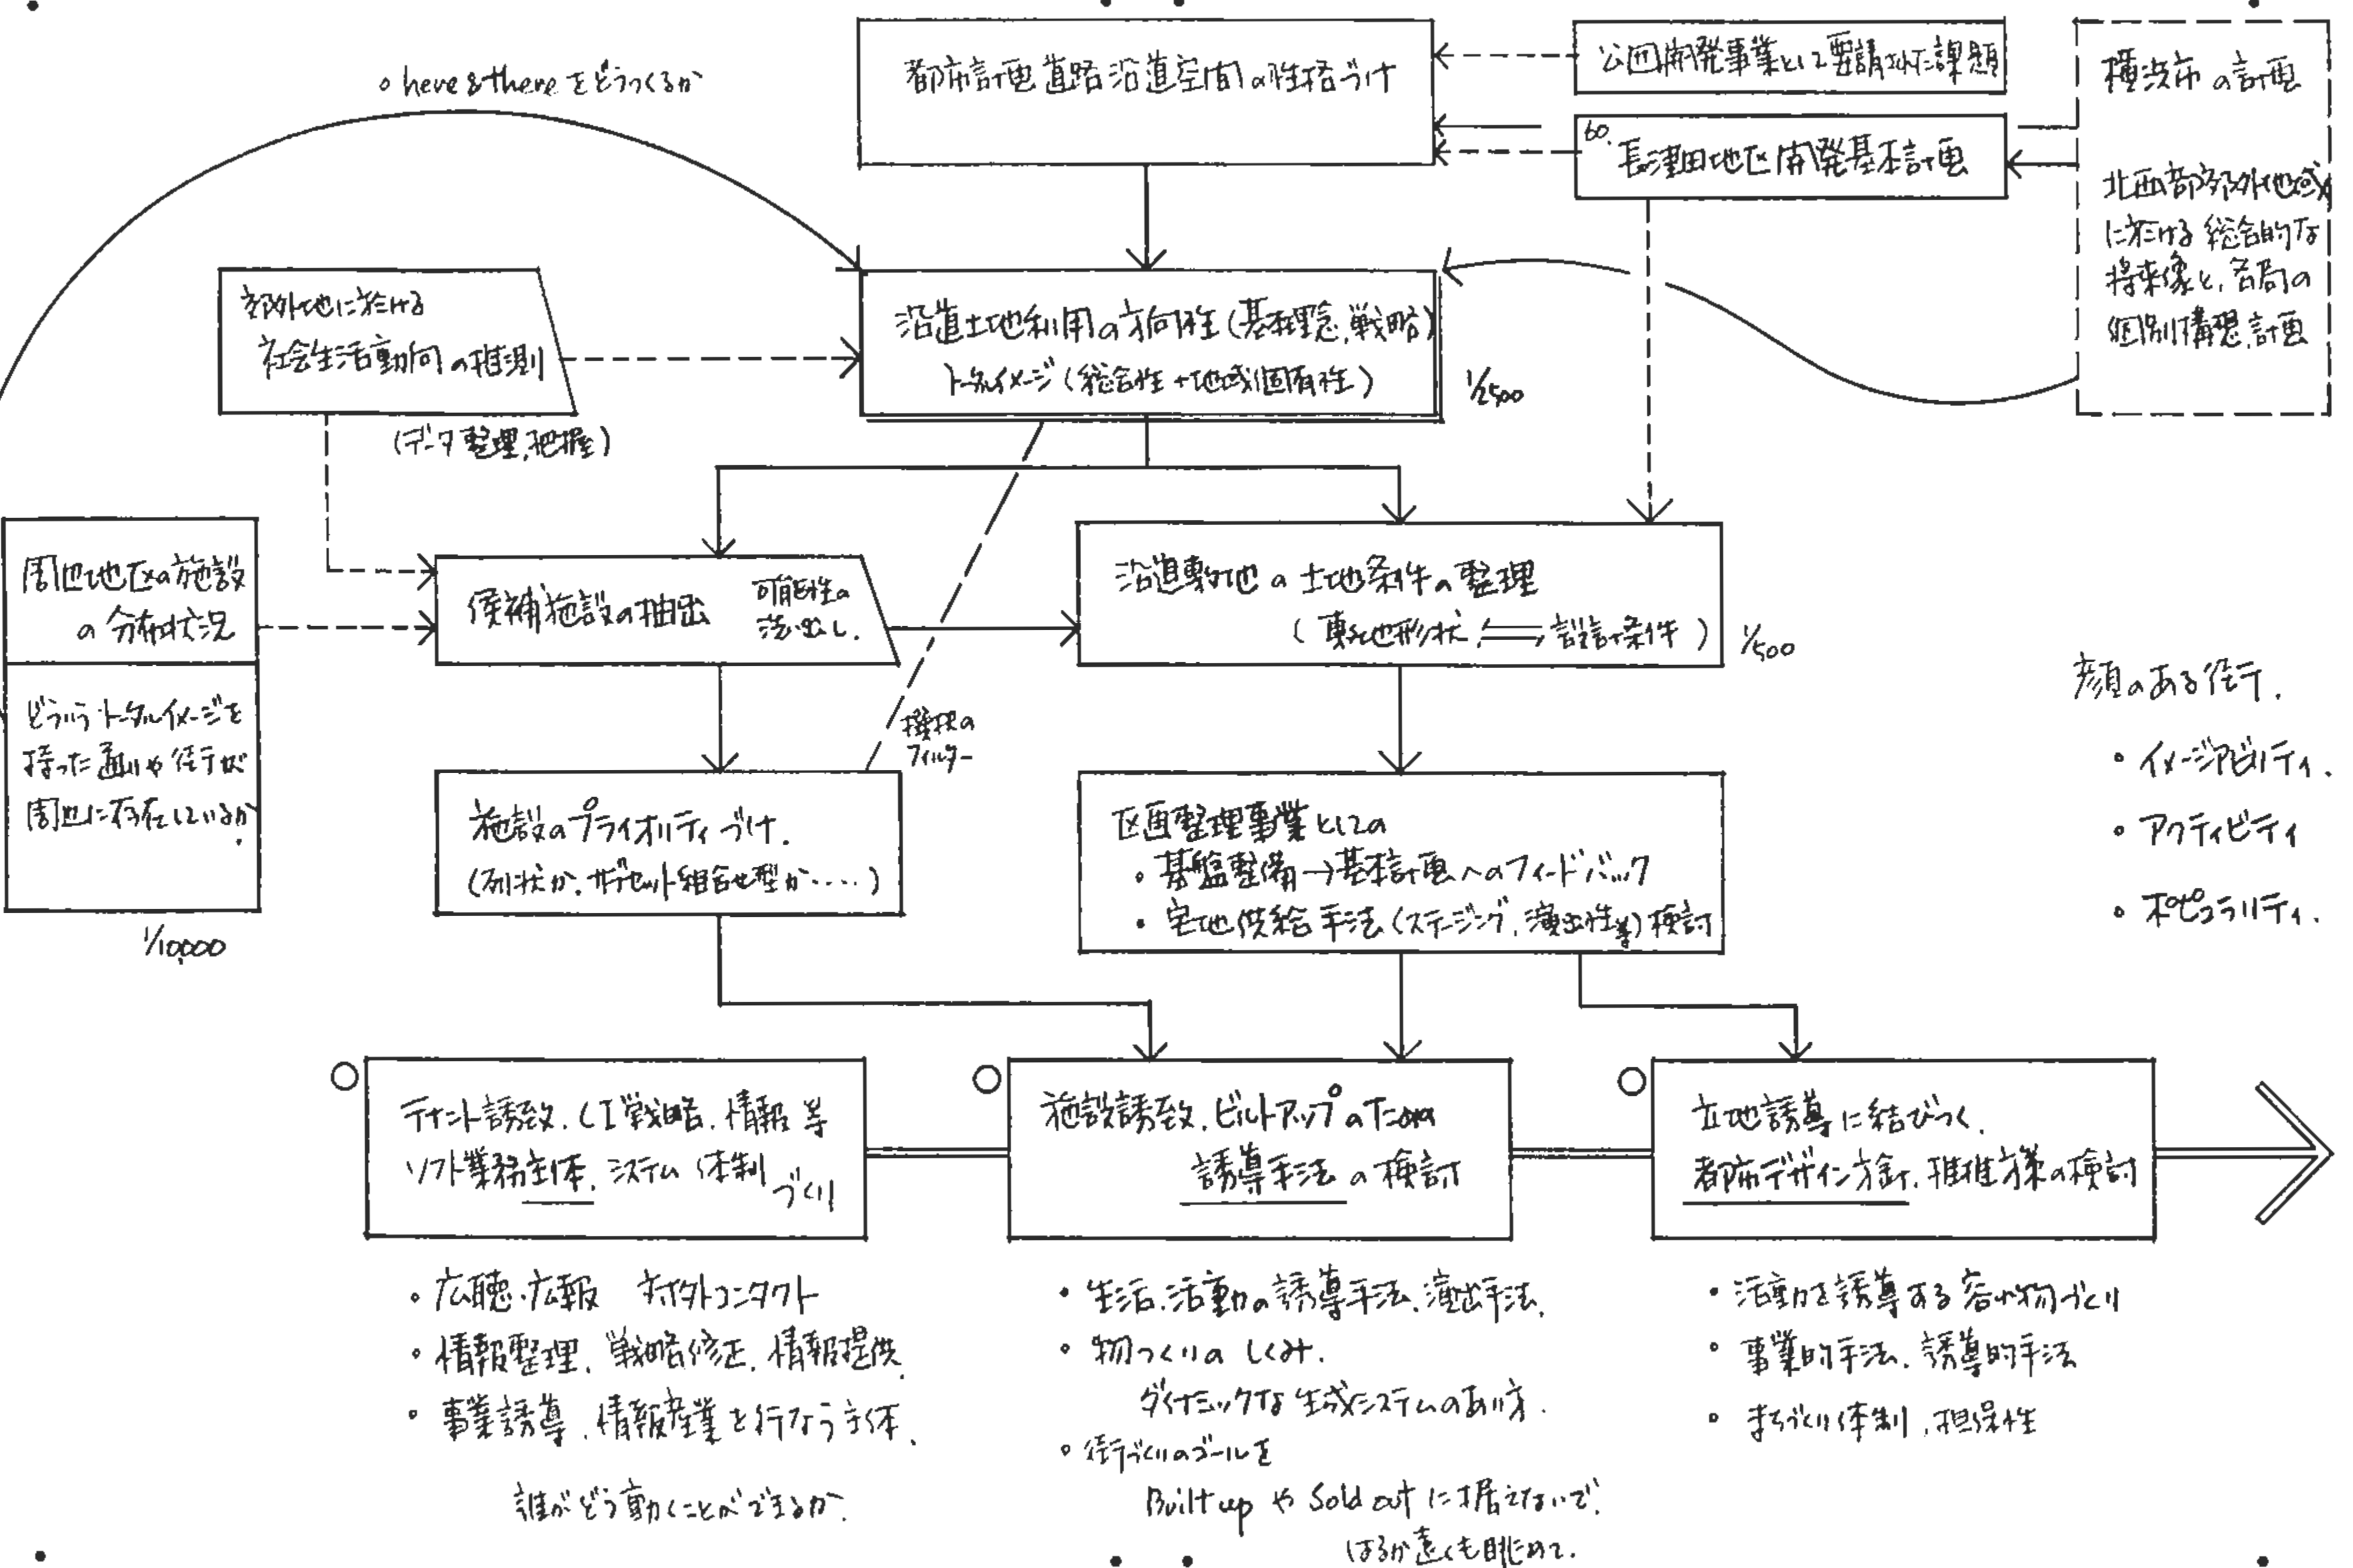 都市計画道路沿道空間の性格づけ
公団開発事業として要請された課題
60.
長津田地区開発基本計画
横浜市の計画
北西部郊外地域
に於ける総合的な
将来像と、各局の
個別構想、計画
○ here & there をどうつくるか
郊外地に於ける
社会生活動向の推測
(データ整理、把握)
沿道土地利用の方向性(基本理念、戦略)
トータルイメージ(総合性+地域固有性)
1/2500
周辺地区の施設
の分布状況
どういうトータルイメージを
持った通りや街が
周辺に存在しているか.
1/10,000
候補施設の抽出
可能性の
洗い出し.
沿道敷地の土地条件の整理
(敷地形状 ⇄ 設計条件)
1/500
選択の
フィルター
施設のプライオリティづけ.
(列状か、サブセット組合せ型か‥‥)
区画整理事業としての
・基盤整備→基本計画へのフィードバック
・宅地供給手法(ステージング、演出性等)検討
顔のある街.
○ イメージアビリティ.
○ アクティビティ
○ ポピュラリティ.
○ テナント誘致、CI戦略、情報等
ソフト業務主体、システム体制づくり
○ 施設誘致、ビルトアップのための
誘導手法の検討
○ 立地誘導に結びつく、
都市デザイン方針、推進方策の検討
・広聴・広報 対外コンタクト
・情報整理、戦略修正、情報提供.
・事業誘導、情報産業を行なう主体.
誰がどう動くことができるか.
・生活、活動の誘導手法、演出手法.
・物づくりのしくみ.
ダイナミックな生成システムのあり方.
・街づくりのゴールを
Built up や Sold out に据えないで.
はるか遠くも眺めて.
・活動を誘導する容れ物づくり
・事業的手法、誘導的手法
・まちづくり体制、担保性